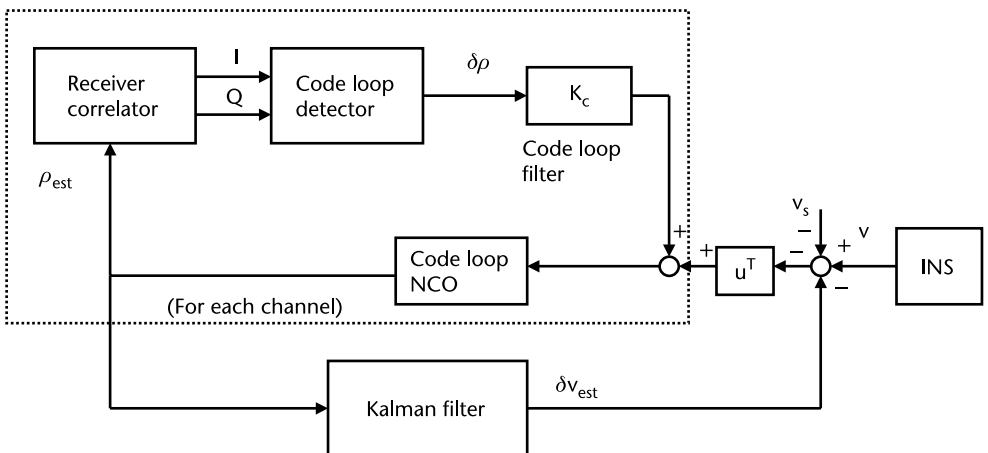 I
Q
Receiver
correlator
Code loop
detector
δρ
K_c
Code loop
filter
ρ_est
v_s
−
+
+
−
+
v
−
u^T
INS
Code loop
NCO
(For each channel)
Kalman filter
δv_est